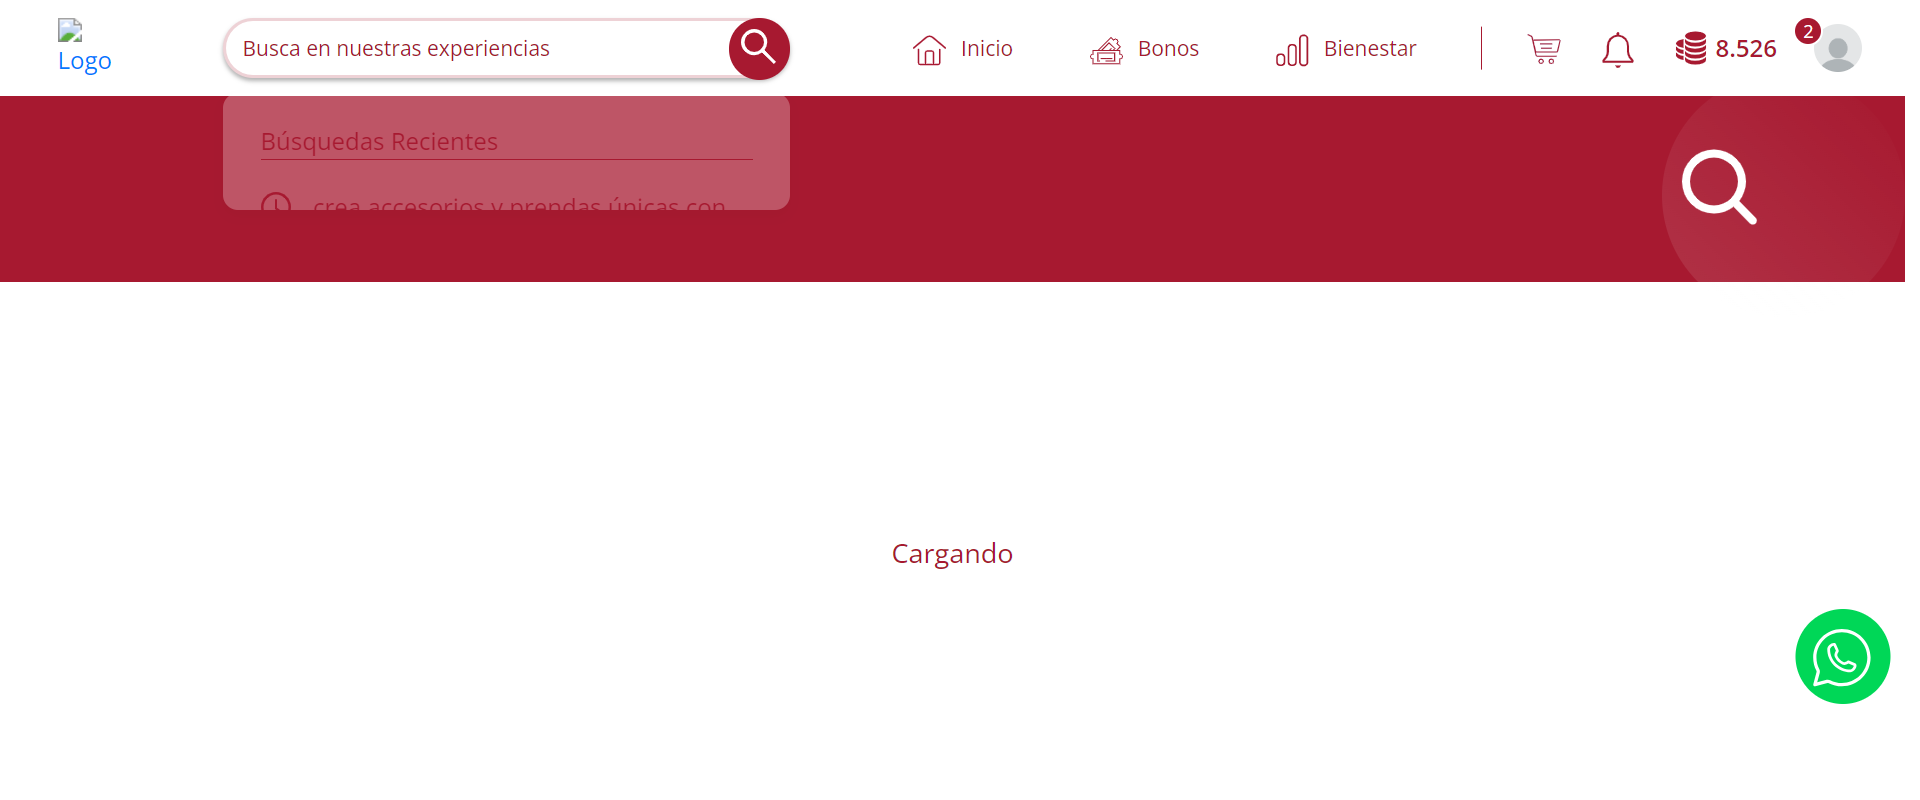 Logo
Busca en nuestras experiencias
Inicio
Bonos
Bienestar
8.526
2
Búsquedas Recientes
crea accesorios y prendas únicas con
Cargando